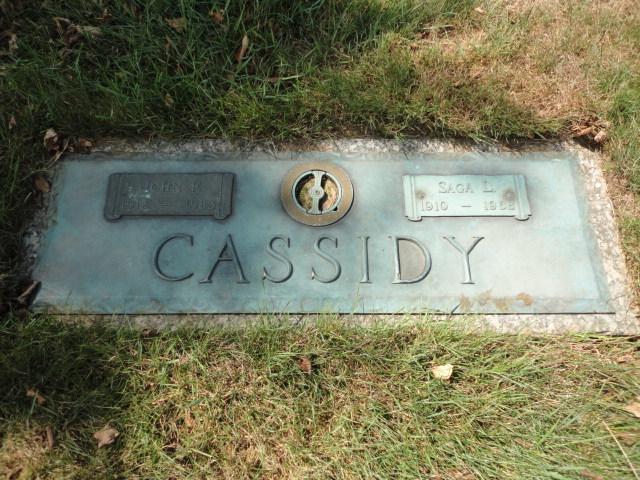 JOHN K.
SAGA L.
1910 —
CASSIDY